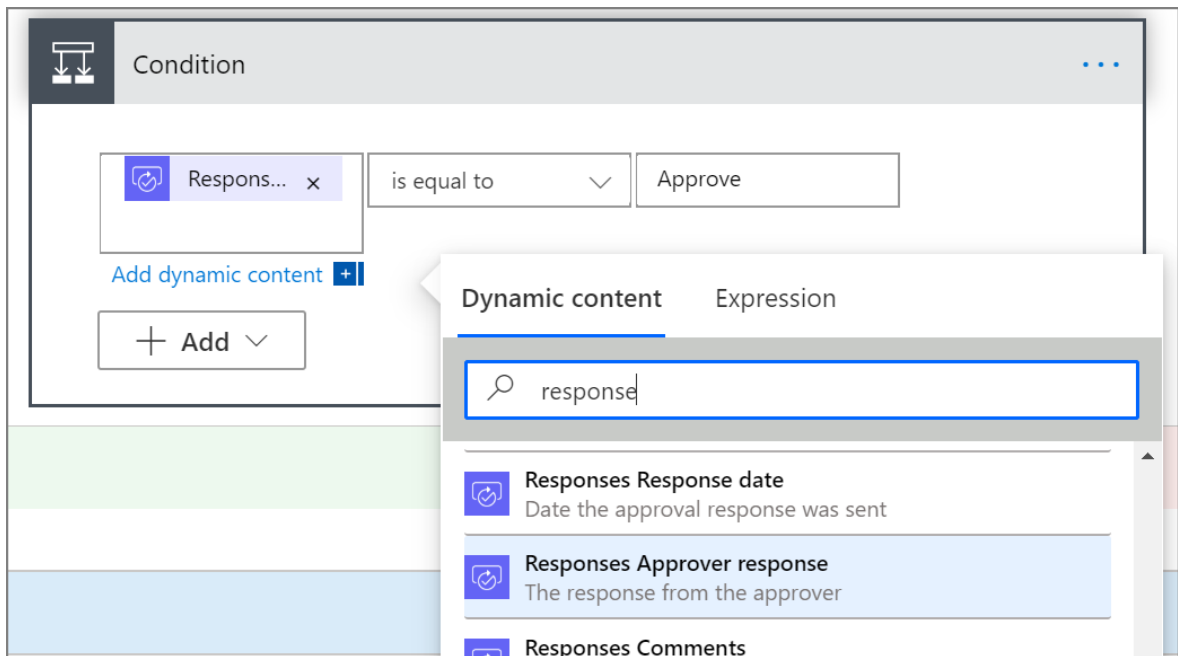 Condition
Respons... ×
is equal to
Approve
Add dynamic content
Add
Dynamic content
Expression
response
Responses Response date
Date the approval response was sent
Responses Approver response
The response from the approver
Responses Comments